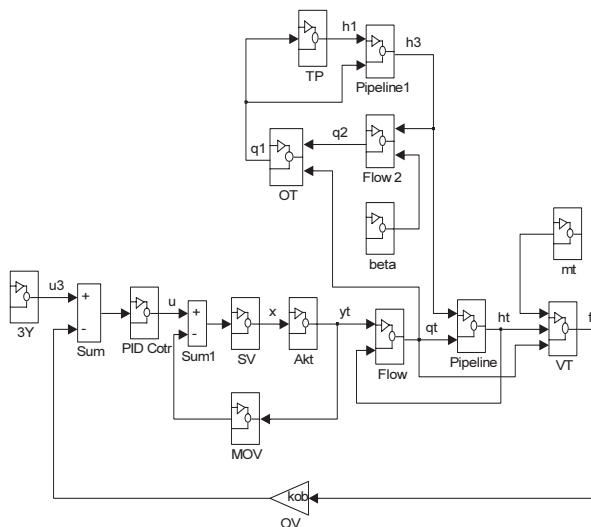 h1
h3
TP
Pipeline1
q1
q2
OT
Flow 2
beta
mt
u3
+
-
3Y
Sum
PID Cotr
u
+
-
Sum1
x
SV
yt
Akt
qt
Flow
ht
Pipeline
f
VT
MOV
kob
OV